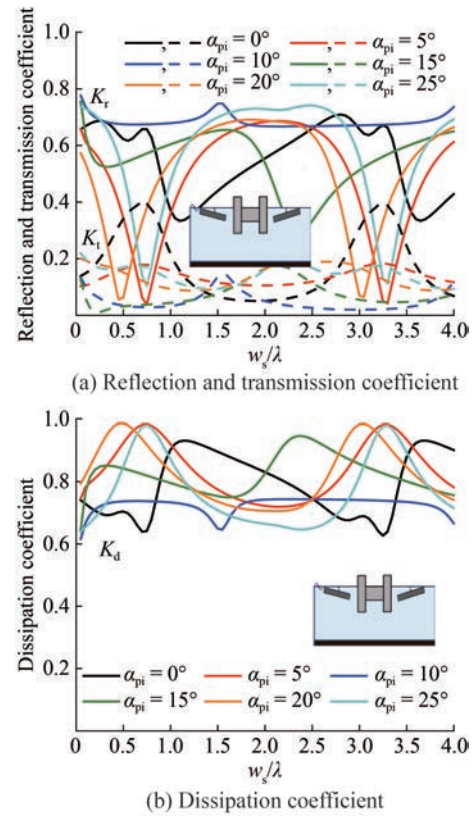 (a)
, α_pi = 0° , α_pi = 5°
, α_pi = 10° , α_pi = 15°
, α_pi = 20° , α_pi = 25°
Reflection and transmission coefficient
1.0
0.8
0.6
0.4
0.2
K_r
K_t
0 0.5 1.0 1.5 2.0 2.5 3.0 3.5 4.0
w_s/λ
(a) Reflection and transmission coefficient
Dissipation coefficient
1.0
0.8
0.6
0.4
0.2
K_d
α_pi = 0° α_pi = 5° α_pi = 10°
α_pi = 15° α_pi = 20° α_pi = 25°
0 0.5 1.0 1.5 2.0 2.5 3.0 3.5 4.0
w_s/λ
(b) Dissipation coefficient